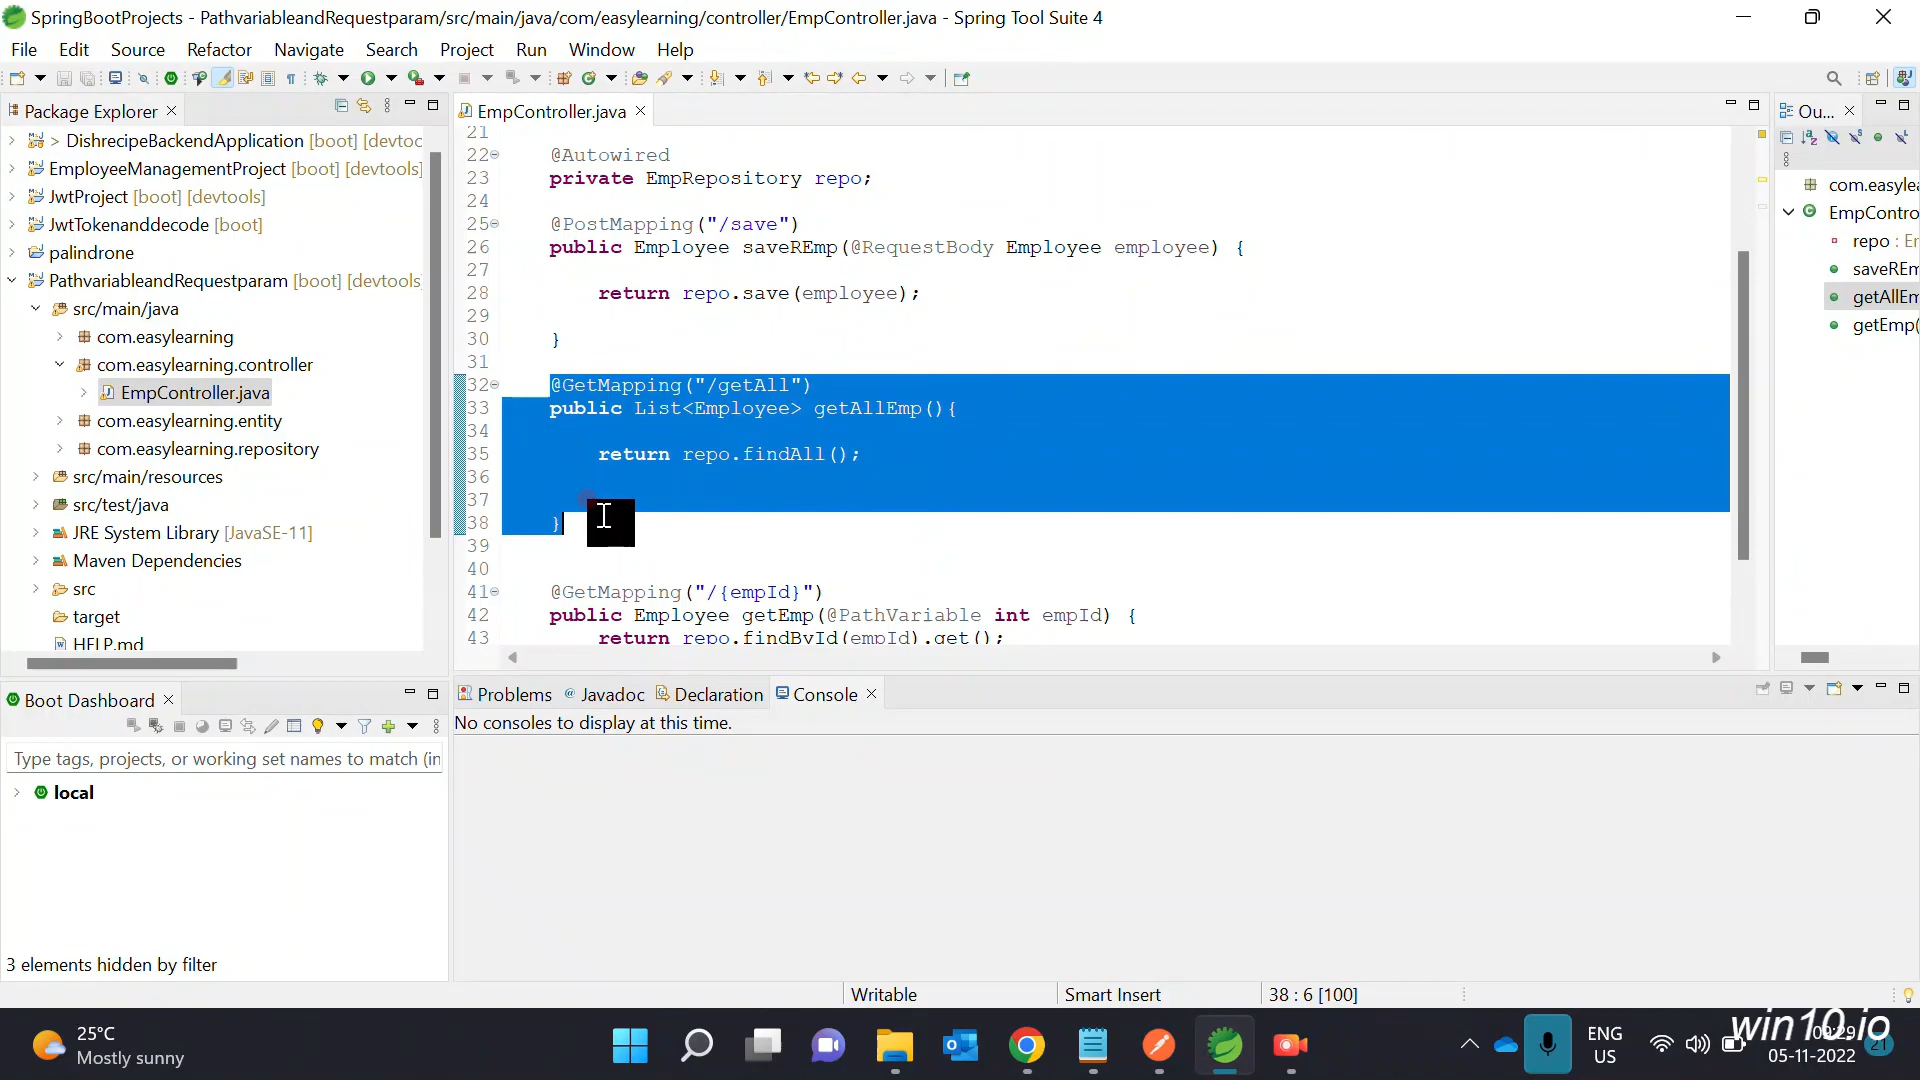 SpringBootProjects - PathvariableandRequestparam/src/main/java/com/easylearning/controller/EmpController.java - Spring Tool Suite 4
File Edit Source Refactor Navigate Search Project Run Window Help
Package Explorer
> DishrecipeBackendApplication [boot] [devtoo
EmployeeManagementProject [boot] [devtools]
JwtProject [boot] [devtools]
JwtTokenanddecode [boot]
palindrone
PathvariableandRequestparam [boot] [devtools]
src/main/java
com.easylearning
com.easylearning.controller
EmpController.java
com.easylearning.entity
com.easylearning.repository
src/main/resources
src/test/java
JRE System Library [JavaSE-11]
Maven Dependencies
src
target
HELP.md
EmpController.java
21
22 @Autowired
23 private EmpRepository repo;
24
25 @PostMapping("/save")
26 public Employee saveREmp(@RequestBody Employee employee) {
27
28 return repo.save(employee);
29
30 }
31
32 @GetMapping("/getAll")
33 public List<Employee> getAllEmp(){
34
35 return repo.findAll();
36
37
38 }
39
40
41 @GetMapping("/{empId}")
42 public Employee getEmp(@PathVariable int empId) {
43 return repo.findById(empId).get();
Ou...
com.easylea
EmpContro
repo : Er
saveREm
getAllEm
getEmp(
Boot Dashboard
Type tags, projects, or working set names to match (in
local
3 elements hidden by filter
Problems Javadoc Declaration Console
No consoles to display at this time.
Writable Smart Insert 38 : 6 [100]
25°C
Mostly sunny
ENG
US
09:29
05-11-2022
21
win10.io